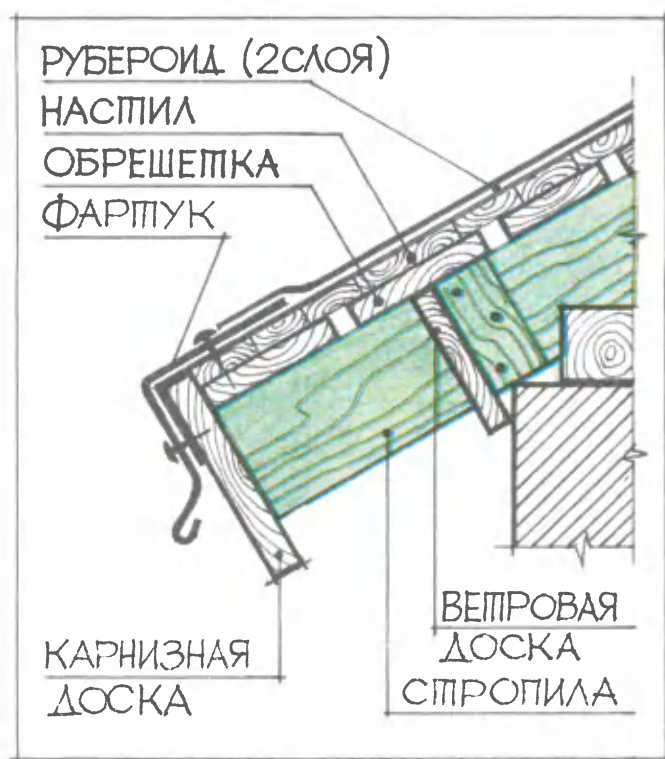 РУБЕРОИД (2СЛОЯ)
НАСТИЛ
ОБРЕШЕТКА
ФАРТУК
ВЕТРОВАЯ
ДОСКА
СТРОПИЛА
КАРНИЗНАЯ
ДОСКА